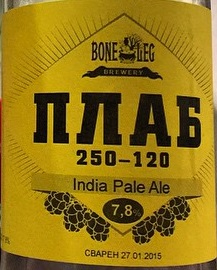 BONE LEG
BREWERY
ПЛАБ
250-120
India Pale Ale
7,8%
СВАРЕН 27.01.2015